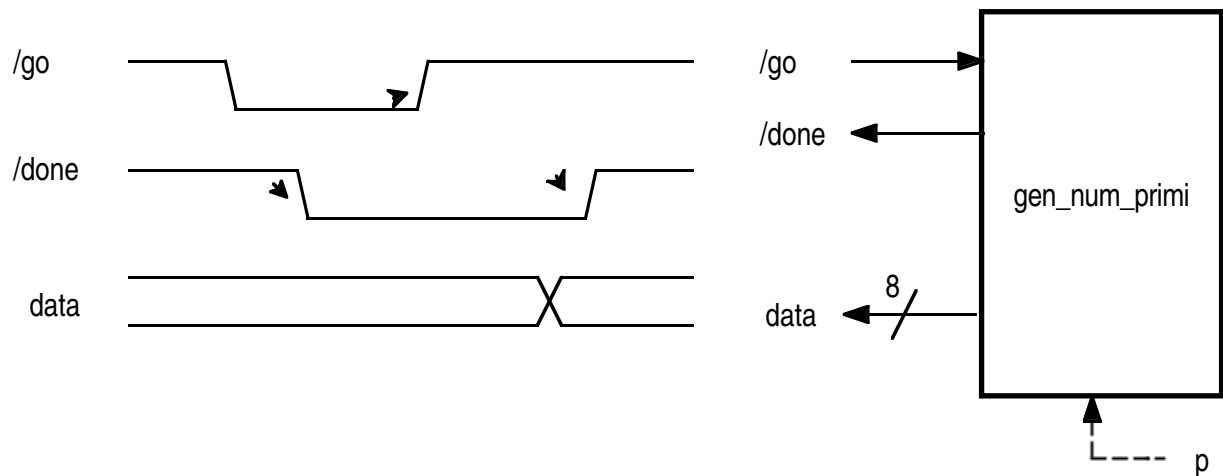 /go
/done
data
/go
/done
gen_num_primi
8
data
p